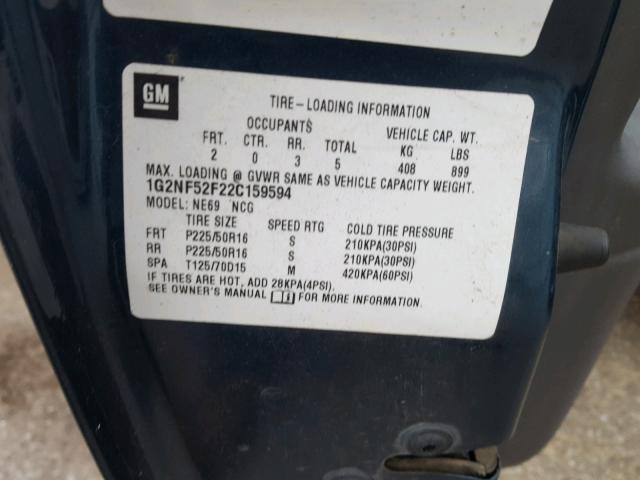 GM
TIRE-LOADING INFORMATION
OCCUPANTS VEHICLE CAP. WT.
FRT. CTR. RR. TOTAL KG LBS
2 0 3 5 408 899
MAX. LOADING @ GVWR SAME AS VEHICLE CAPACITY WEIGHT.
1G2NF52F22C159594
MODEL: NE69 NCG
TIRE SIZE SPEED RTG COLD TIRE PRESSURE
FRT P225/50R16 S 210KPA(30PSI)
RR P225/50R16 S 210KPA(30PSI)
SPA T125/70D15 M 420KPA(60PSI)
IF TIRES ARE HOT, ADD 28KPA(4PSI).
SEE OWNER'S MANUAL FOR MORE INFORMATION.